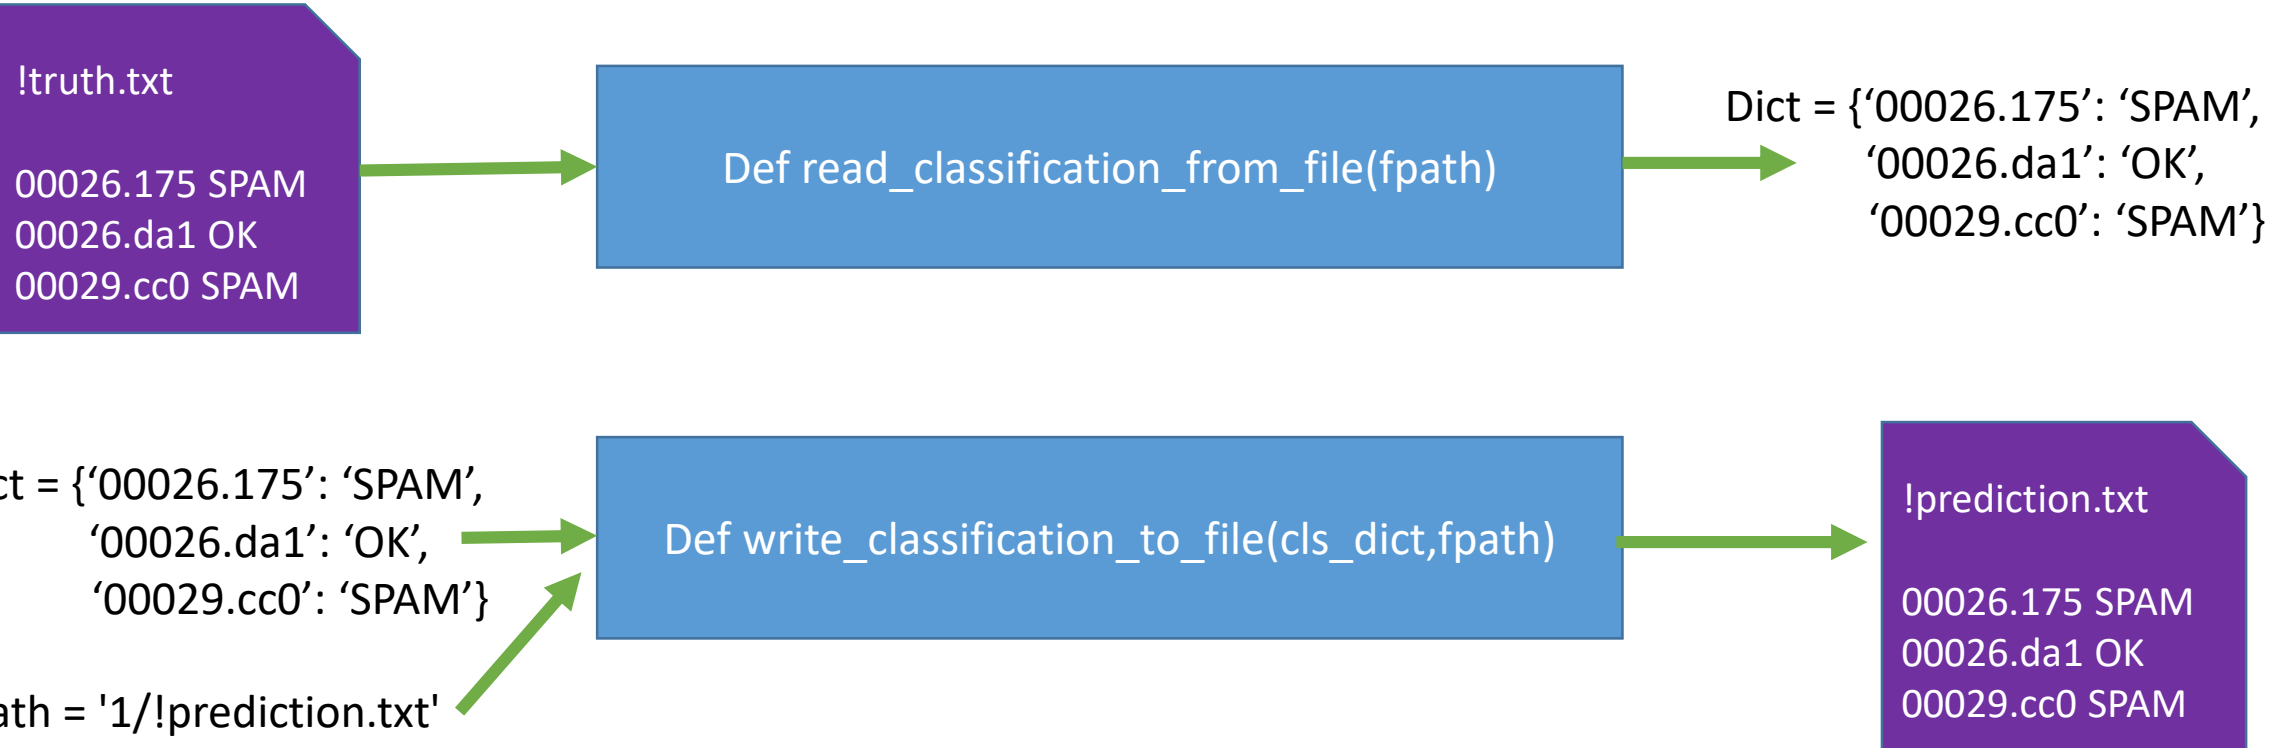 !truth.txt
00026.175 SPAM
00026.da1 OK
00029.cc0 SPAM
Def read_classification_from_file(fpath)
Dict = {‘00026.175’: ‘SPAM’,
‘00026.da1’: ‘OK’,
‘00029.cc0’: ‘SPAM’}
ct = {‘00026.175’: ‘SPAM’,
‘00026.da1’: ‘OK’,
‘00029.cc0’: ‘SPAM’}
ath = '1/!prediction.txt'
Def write_classification_to_file(cls_dict,fpath)
!prediction.txt
00026.175 SPAM
00026.da1 OK
00029.cc0 SPAM